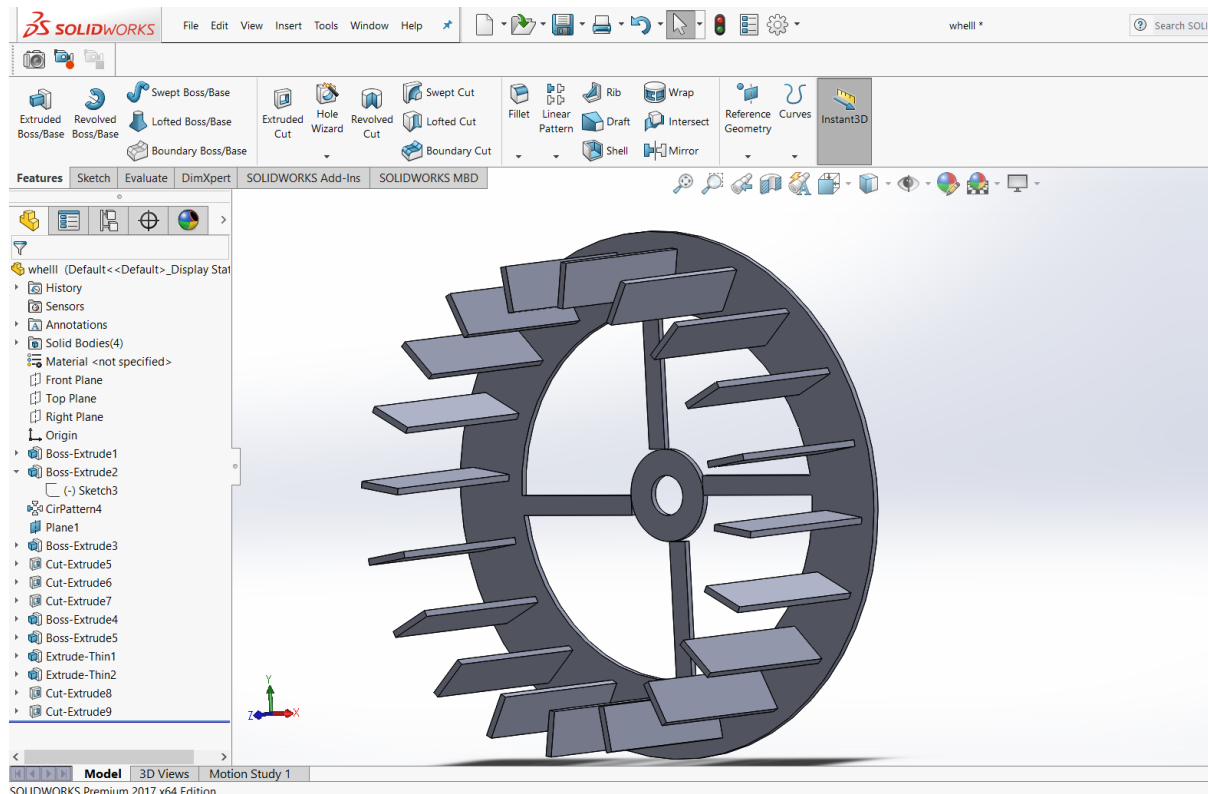 SOLIDWORKS File Edit View Insert Tools Window Help whelll * Search SOLI
Extruded Boss/Base
Revolved Boss/Base
Swept Boss/Base
Lofted Boss/Base
Boundary Boss/Base
Extruded Cut
Hole Wizard
Revolved Cut
Swept Cut
Lofted Cut
Boundary Cut
Fillet
Linear Pattern
Rib
Draft
Shell
Wrap
Intersect
Mirror
Reference Geometry
Curves
Instant3D
Features Sketch Evaluate DimXpert SOLIDWORKS Add-Ins SOLIDWORKS MBD
whelll (Default<<Default>_Display Stat
History
Sensors
Annotations
Solid Bodies(4)
Material <not specified>
Front Plane
Top Plane
Right Plane
Origin
Boss-Extrude1
Boss-Extrude2
(-) Sketch3
CirPattern4
Plane1
Boss-Extrude3
Cut-Extrude5
Cut-Extrude6
Cut-Extrude7
Boss-Extrude4
Boss-Extrude5
Extrude-Thin1
Extrude-Thin2
Cut-Extrude8
Cut-Extrude9
Y
Z X
Model 3D Views Motion Study 1
SOLIDWORKS Premium 2017 x64 Edition